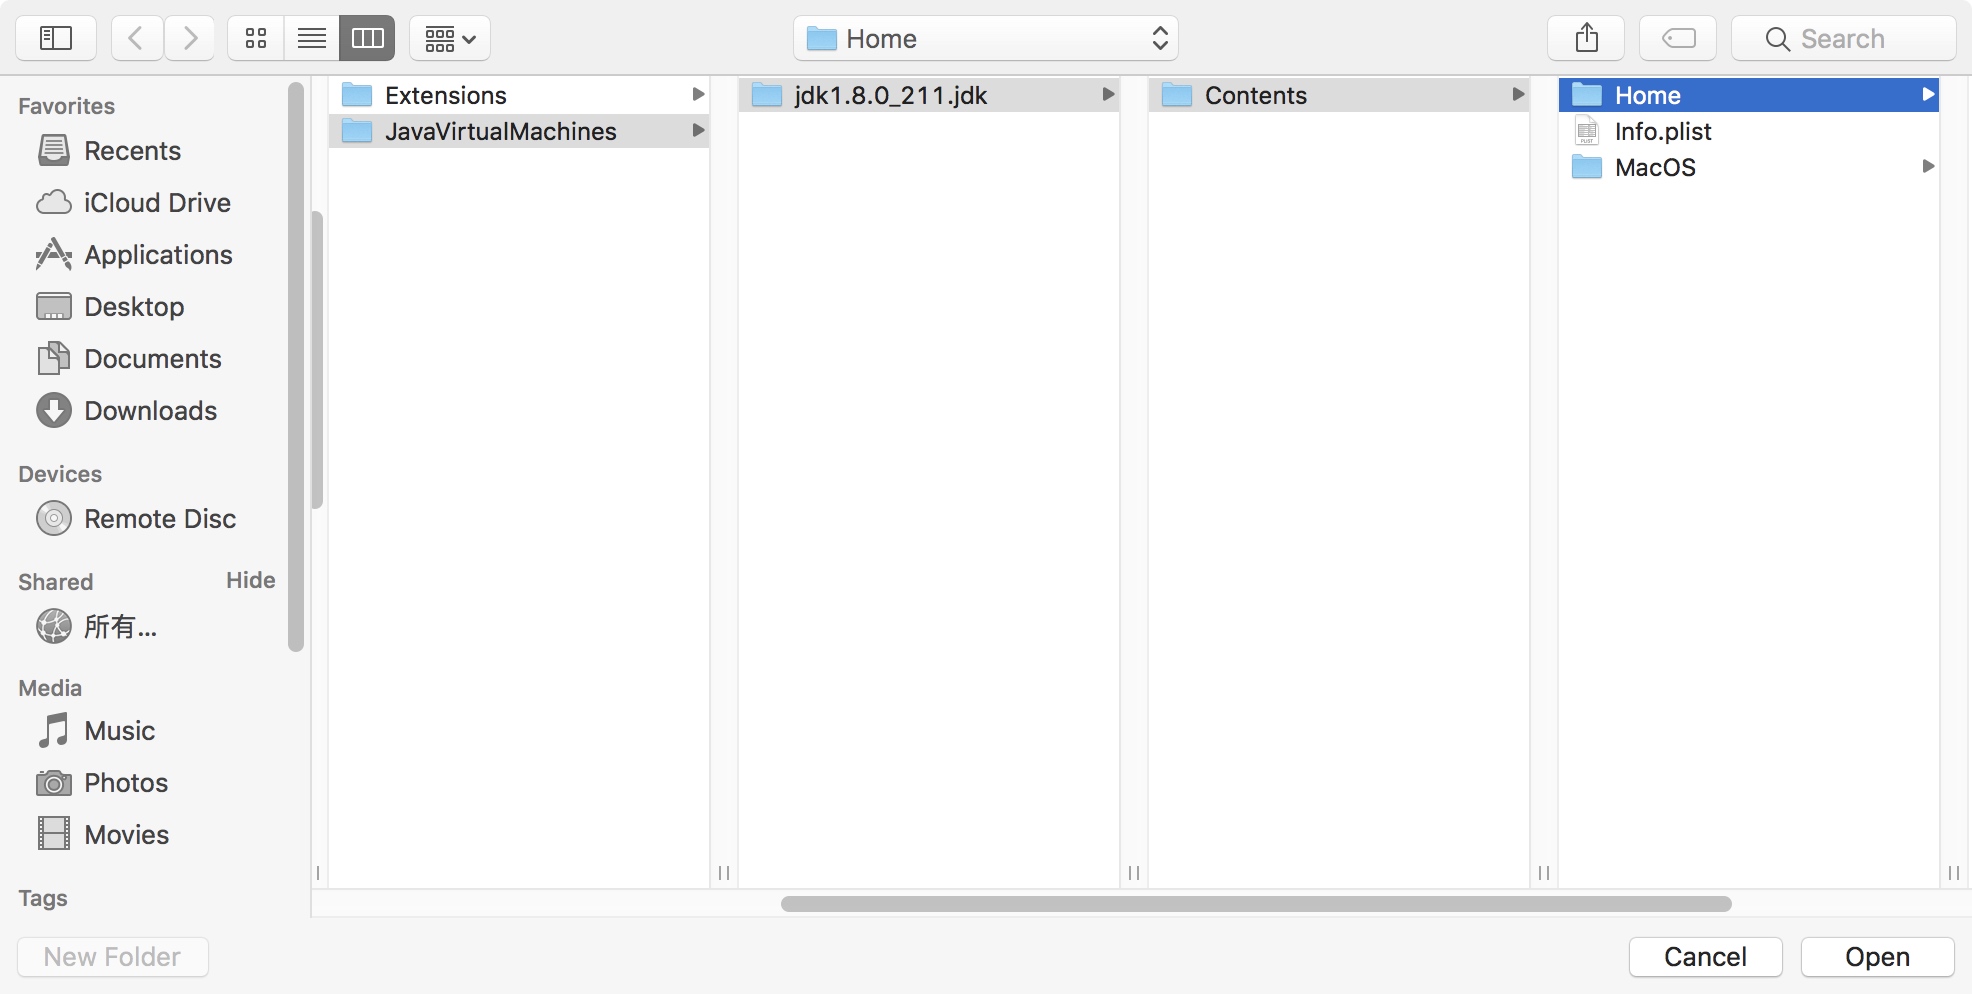 Home
Search
Favorites
Recents
iCloud Drive
Applications
Desktop
Documents
Downloads
Devices
Remote Disc
Shared Hide
所有...
Media
Music
Photos
Movies
Tags
Extensions
JavaVirtualMachines
jdk1.8.0_211.jdk
Contents
Home
Info.plist
MacOS
New Folder
Cancel
Open